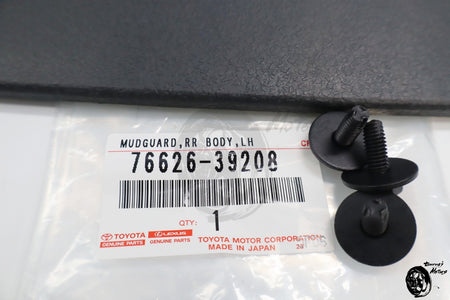 MUDGUARD,RR BODY,LH
76626-39208
QTY:
1
TOYOTA LEXUS TOYOTA MOTOR CORPORATION
GENUINE PARTS GENUINE PARTS MADE IN JAPAN